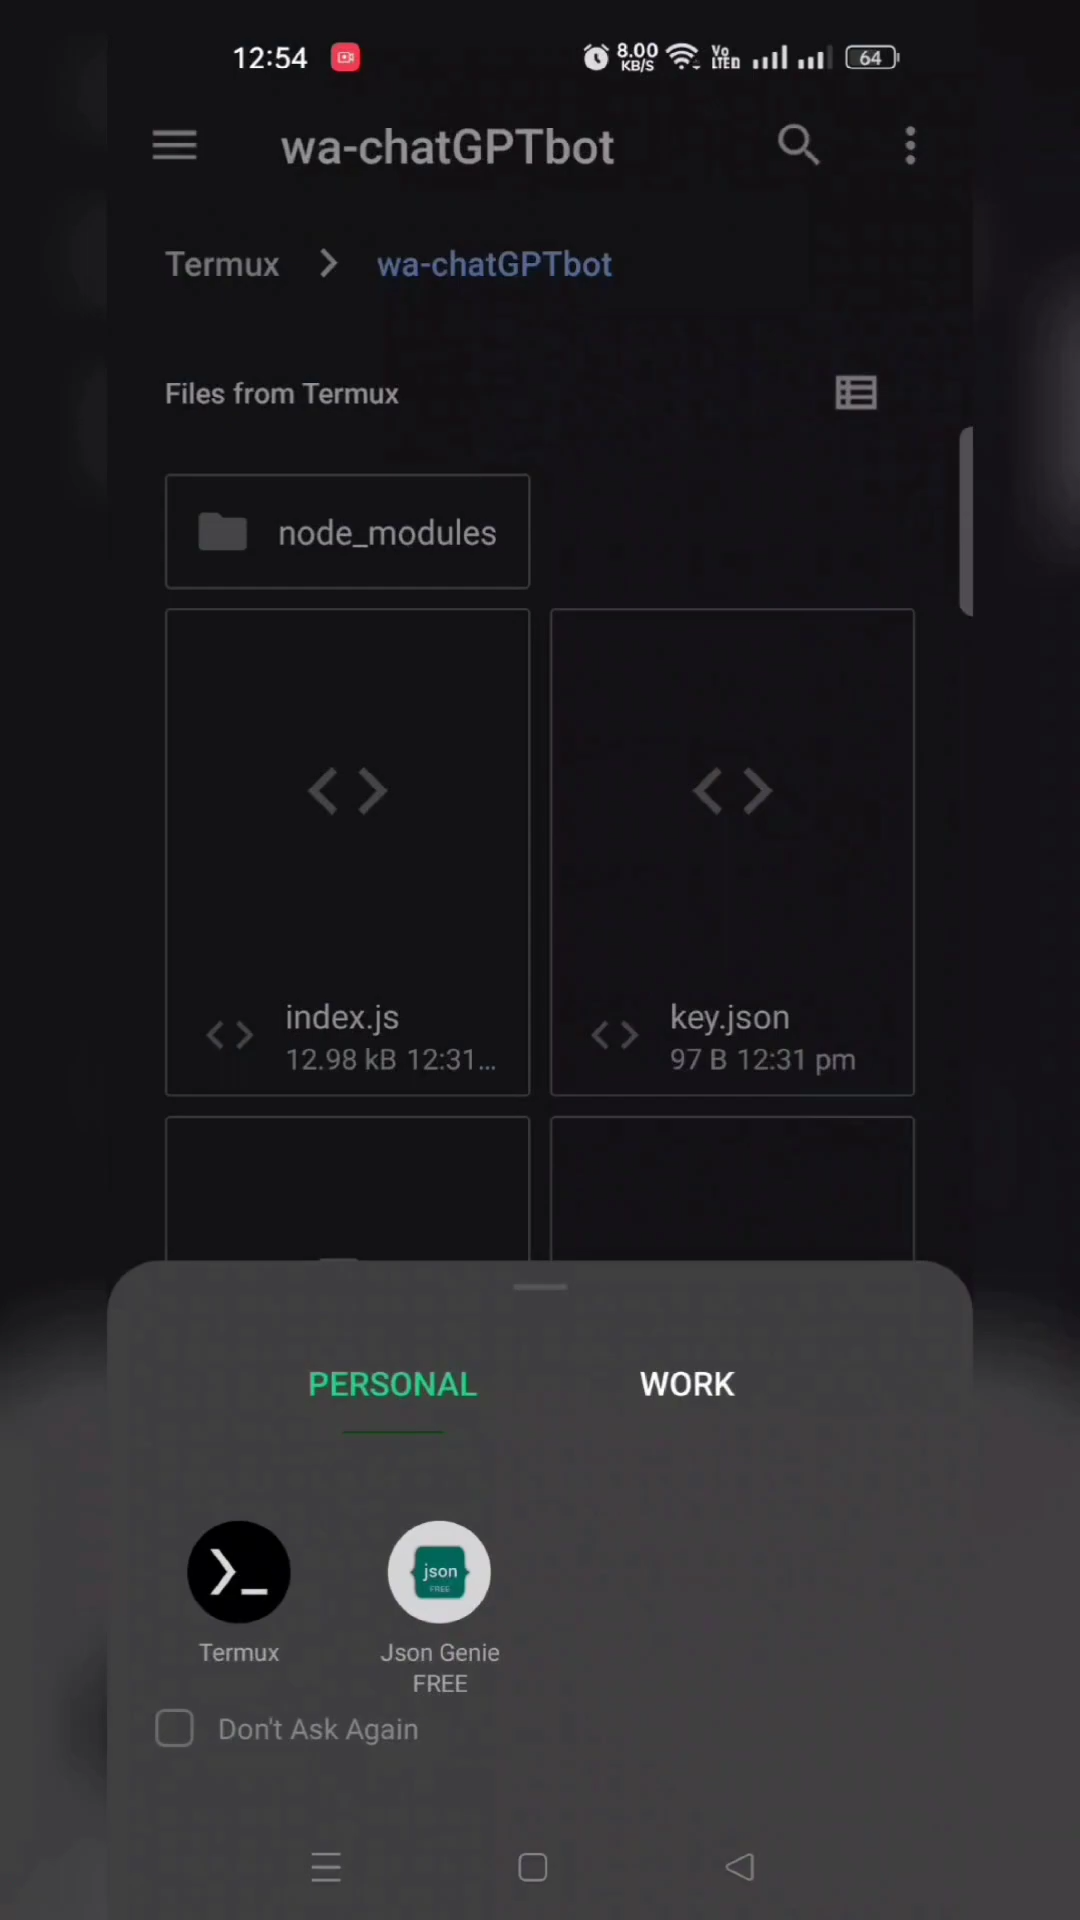 12:54
8.00 KB/S
Vo LTED
64
wa-chatGPTbot
Termux
wa-chatGPTbot
Files from Termux
node_modules
index.js
12.98 kB 12:31...
key.json
97 B 12:31 pm
PERSONAL
WORK
json
FREE
Termux
Json Genie
FREE
Don't Ask Again